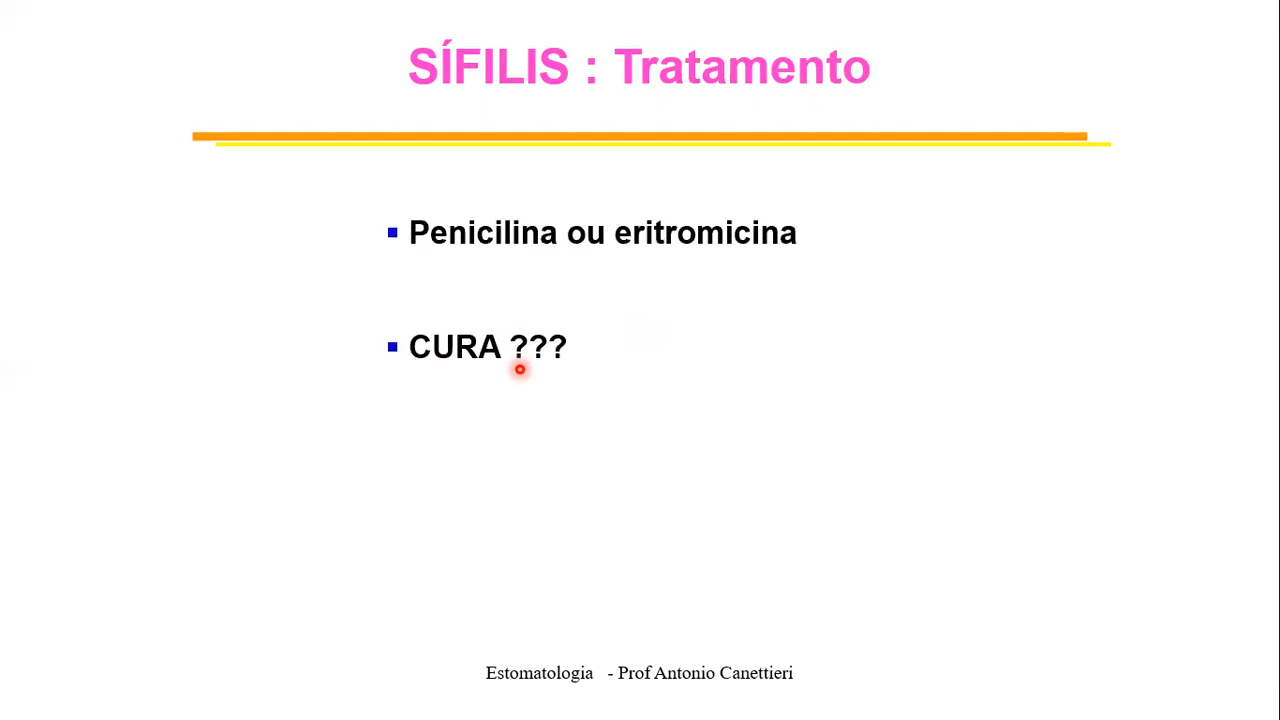 SÍFILIS : Tratamento
Penicilina ou eritromicina
CURA ???
Estomatologia - Prof Antonio Canettieri